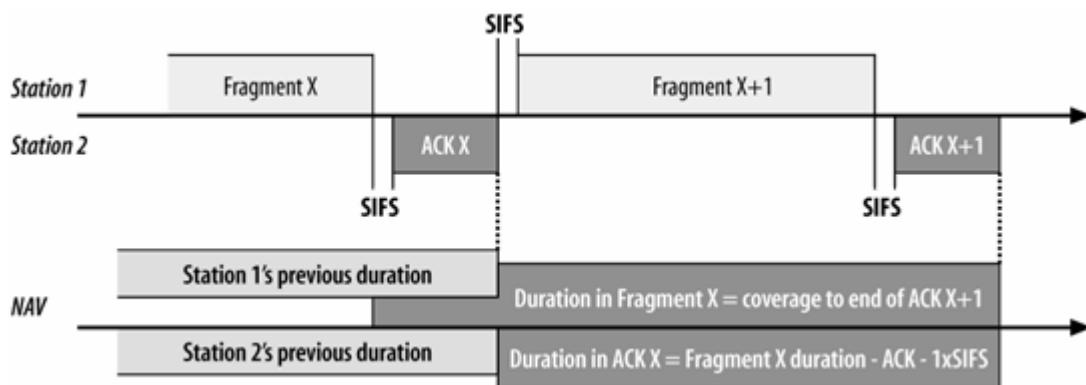 SIFS
Station 1
Fragment X
Fragment X+1
Station 2
ACK X
ACK X+1
SIFS
SIFS
Station 1's previous duration
Duration in Fragment X = coverage to end of ACK X+1
NAV
Station 2's previous duration
Duration in ACK X = Fragment X duration - ACK - 1xSIFS